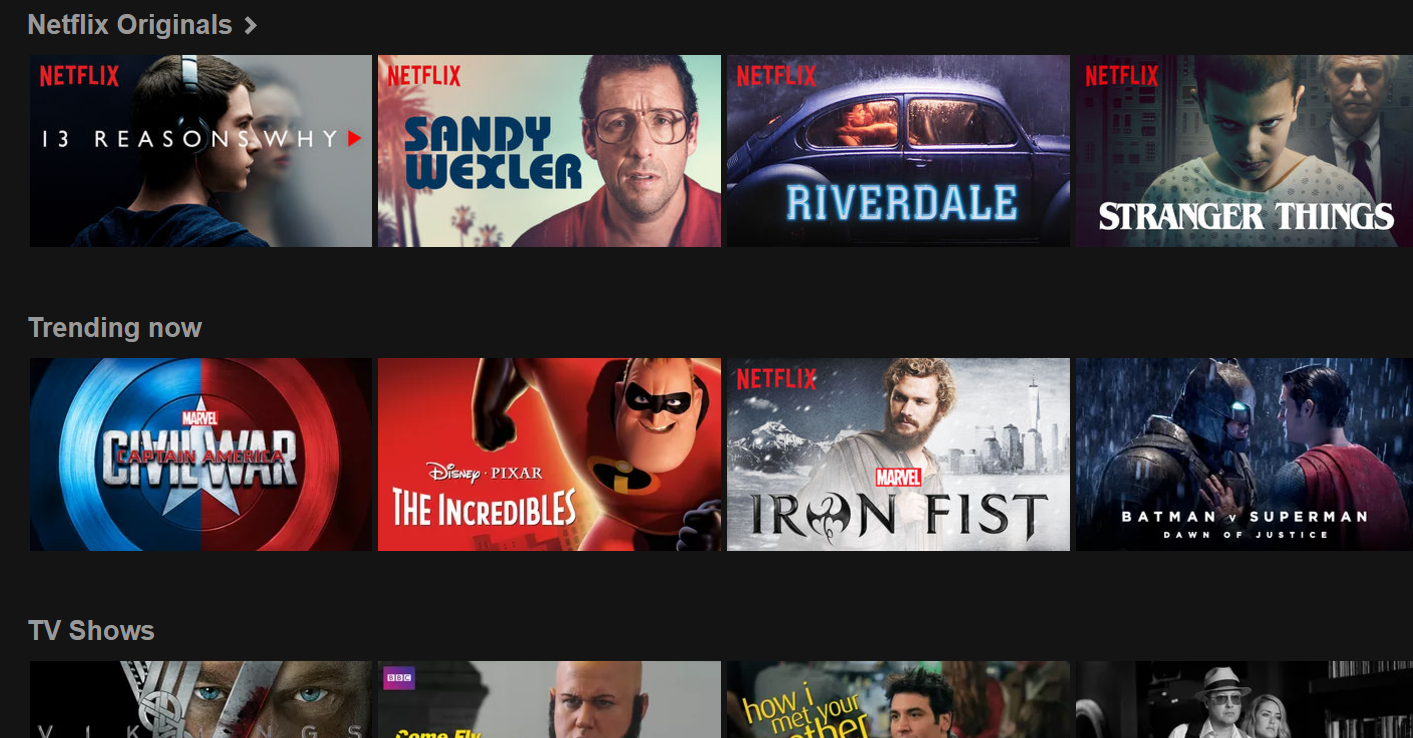 Netflix Originals >
NETFLIX
13 REASONS WHY
NETFLIX
SANDY
WEXLER
NETFLIX
RIVERDALE
NETFLIX
STRANGER THINGS
Trending now
MARVEL
CAPTAIN AMERICA
CIVIL WAR
DISNEY · PIXAR
THE INCREDIBLES
NETFLIX
MARVEL
IRON FIST
BATMAN v SUPERMAN
DAWN OF JUSTICE
TV Shows
VIKINGS
BBC
Come Fly
how i
met your
mother